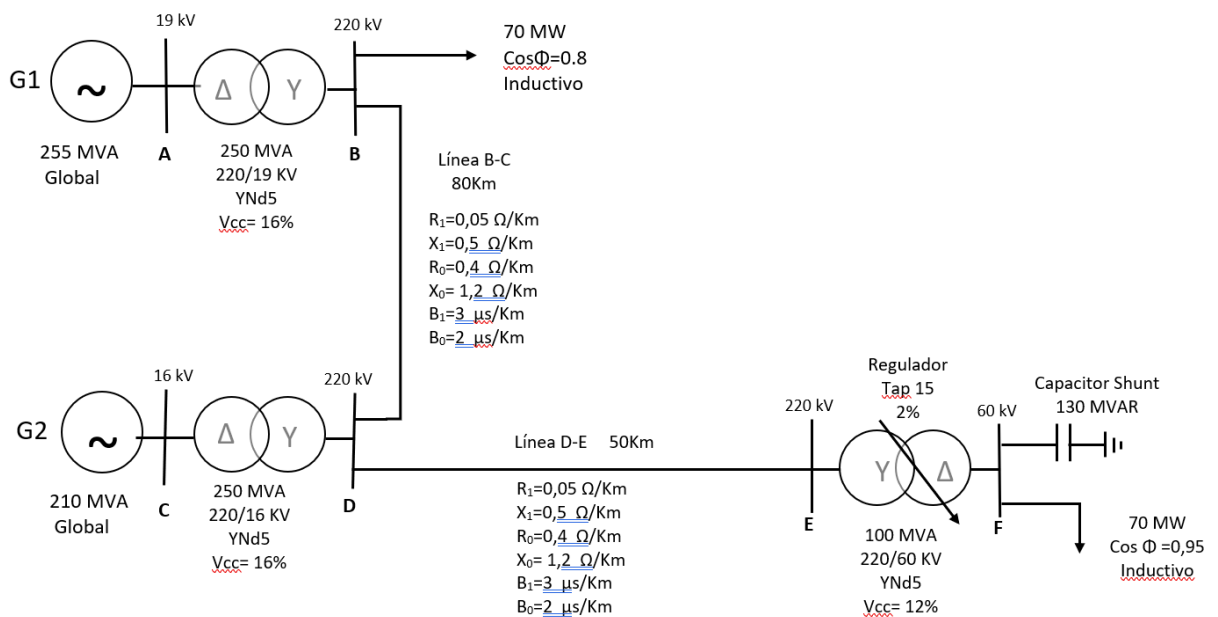 19 kV
220 kV
70 MW
CosΦ=0.8
Inductivo
G1
~
Δ
Y
255 MVA
Global
A
250 MVA
220/19 KV
YNd5
Vcc= 16%
B
Línea B-C
80Km
R₁=0,05 Ω/Km
X₁=0,5 Ω/Km
R₀=0,4 Ω/Km
X₀= 1,2 Ω/Km
B₁=3 µs/Km
B₀=2 µs/Km
16 kV
220 kV
G2
~
Δ
Y
210 MVA
Global
C
250 MVA
220/16 KV
YNd5
Vcc= 16%
D
Línea D-E 50Km
R₁=0,05 Ω/Km
X₁=0,5 Ω/Km
R₀=0,4 Ω/Km
X₀= 1,2 Ω/Km
B₁=3 µs/Km
B₀=2 µs/Km
220 kV
Regulador
Tap 15
2%
60 kV
Capacitor Shunt
130 MVAR
Y
Δ
E
F
100 MVA
220/60 KV
YNd5
Vcc= 12%
70 MW
Cos Φ =0,95
Inductivo